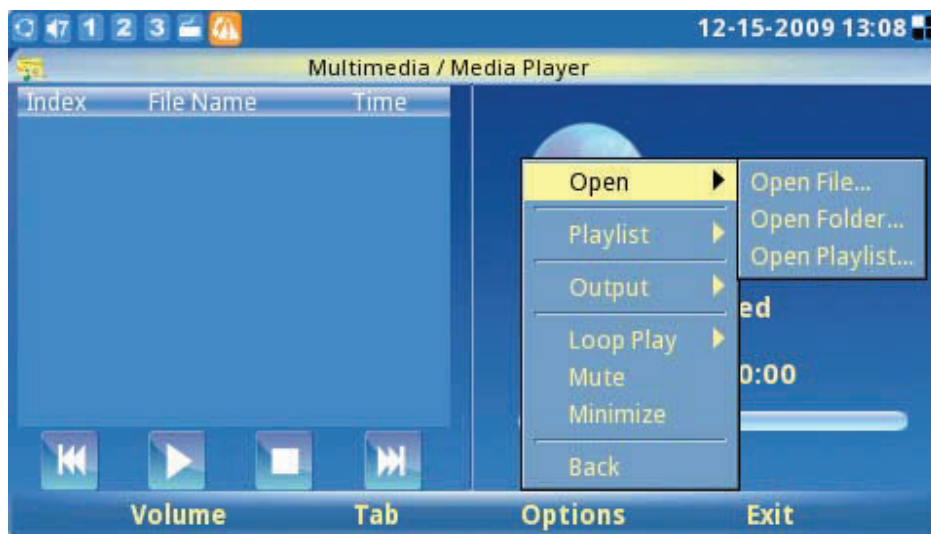 47 1 2 3 12-15-2009 13:08
Multimedia / Media Player
Index File Name Time
Open
Playlist
Output
Loop Play
Mute
Minimize
Back
Open File...
Open Folder...
Open Playlist...
ed
0:00
Volume Tab Options Exit